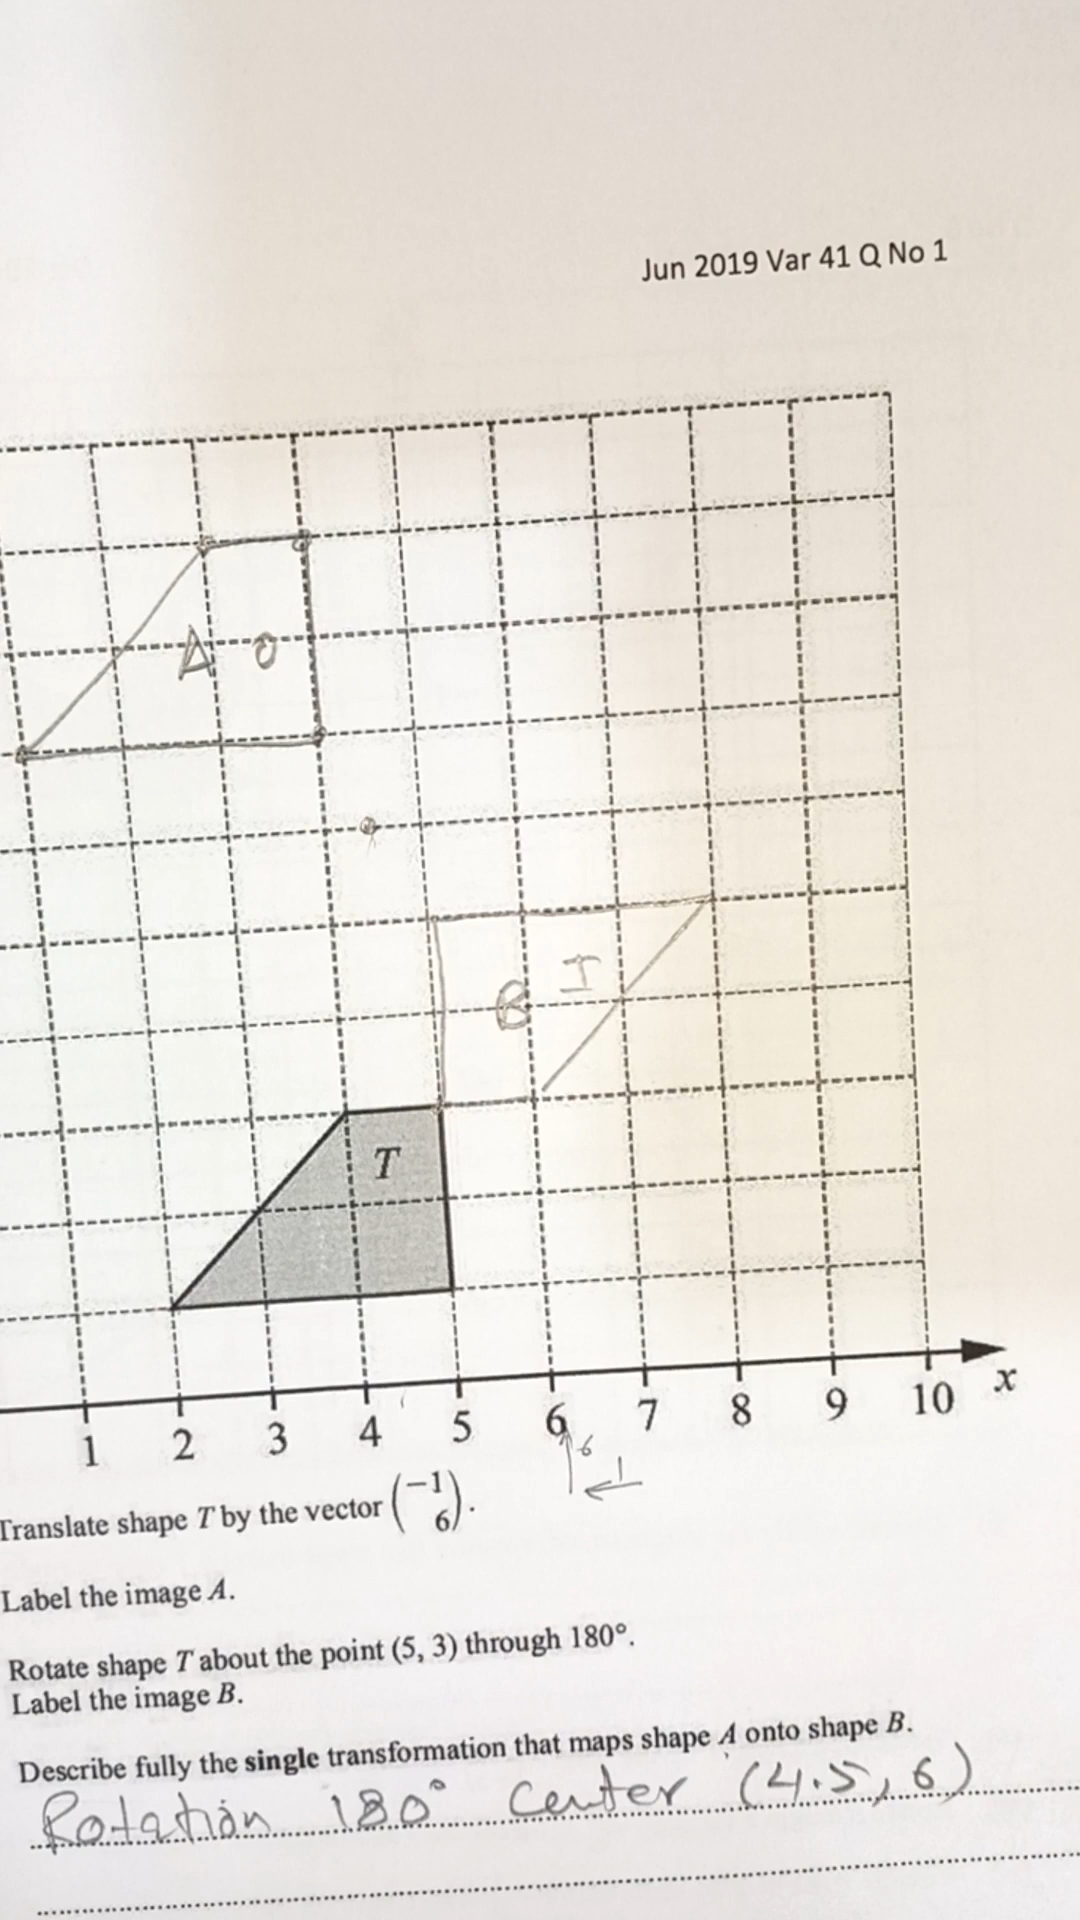 Jun 2019 Var 41 Q No 1
A O
B I
T
x
1 2 3 4 5 6 7 8 9 10
6
1
Translate shape T by the vector (-1 6).
Label the image A.
Rotate shape T about the point (5, 3) through 180°.
Label the image B.
Describe fully the single transformation that maps shape A onto shape B.
Rotation 180° Center (4.5, 6)